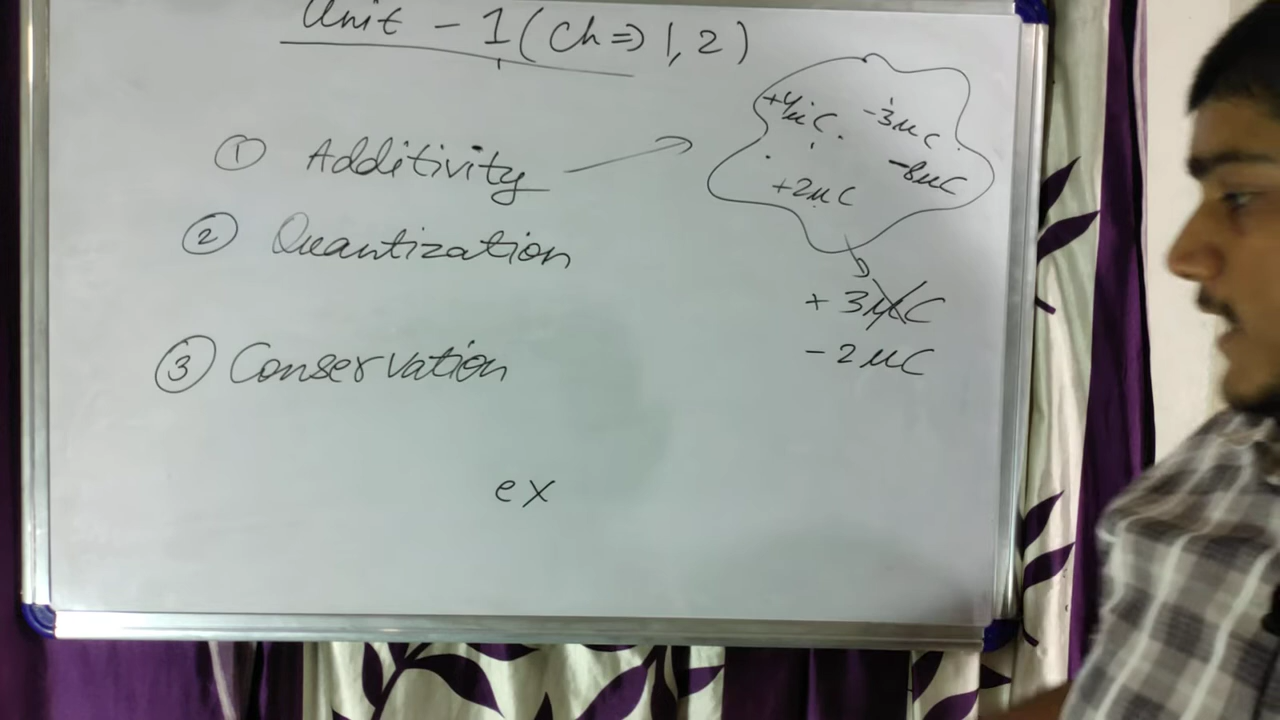 Unit - 1 (Ch ⇒ 1, 2)
① Additivity →
+4µC -3µC
+2µC -8µC
② Quantization
+ 3µC
- 2µC
③ Conservation
ex